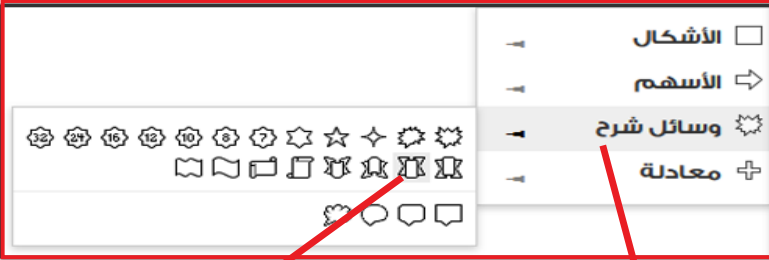 الأشكال
الأسهم
وسائل شرح
معادلة
7 8 10 12 16 24 32